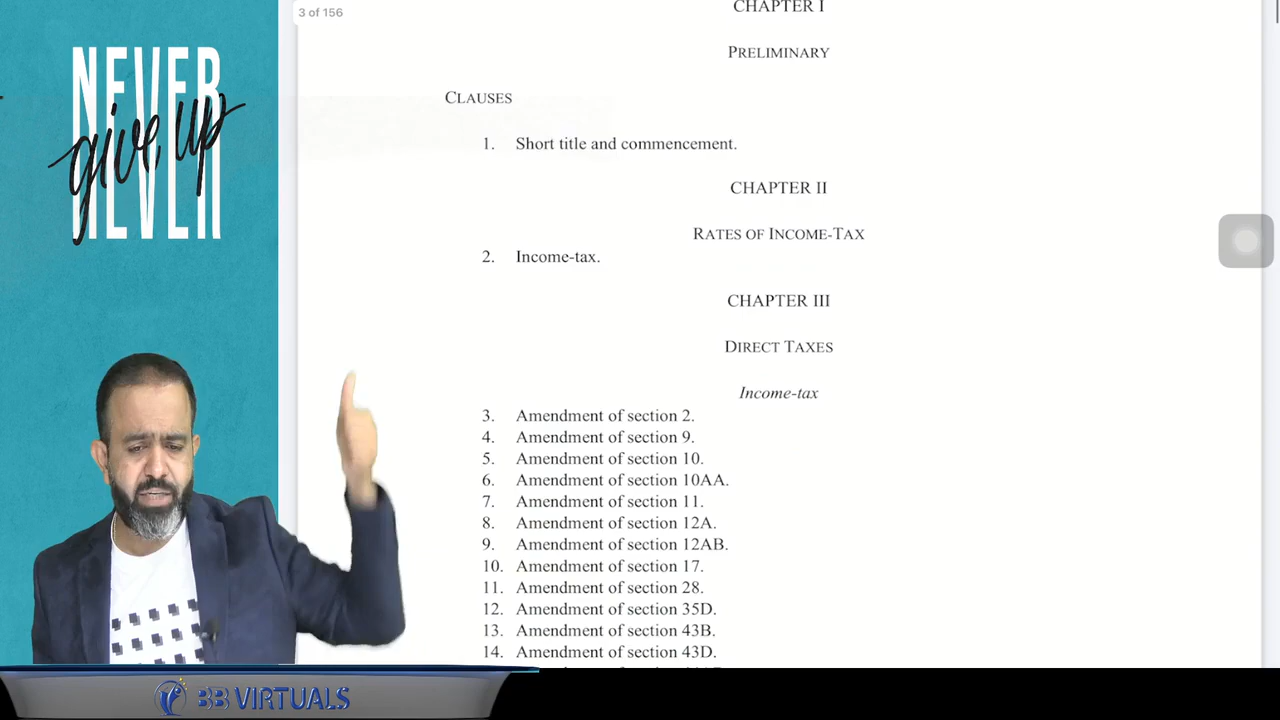 3 of 156
NEVER
give up
NEVER
CHAPTER I
PRELIMINARY
CLAUSES
1. Short title and commencement.
CHAPTER II
RATES OF INCOME-TAX
2. Income-tax.
CHAPTER III
DIRECT TAXES
Income-tax
3. Amendment of section 2.
4. Amendment of section 9.
5. Amendment of section 10.
6. Amendment of section 10AA.
7. Amendment of section 11.
8. Amendment of section 12A.
9. Amendment of section 12AB.
10. Amendment of section 17.
11. Amendment of section 28.
12. Amendment of section 35D.
13. Amendment of section 43B.
14. Amendment of section 43D.
BB VIRTUALS